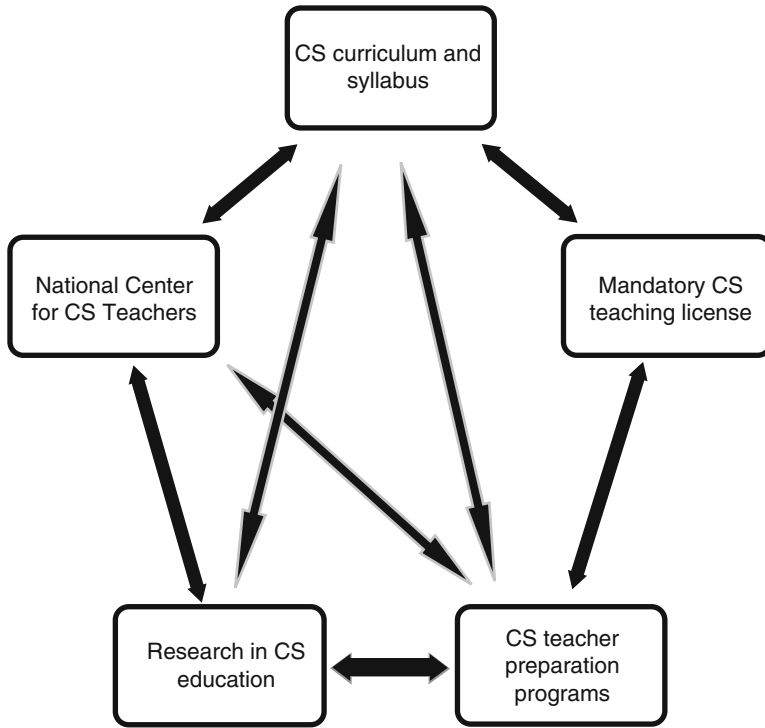 CS curriculum and
syllabus
National Center
for CS Teachers
Mandatory CS
teaching license
Research in CS
education
CS teacher
preparation
programs